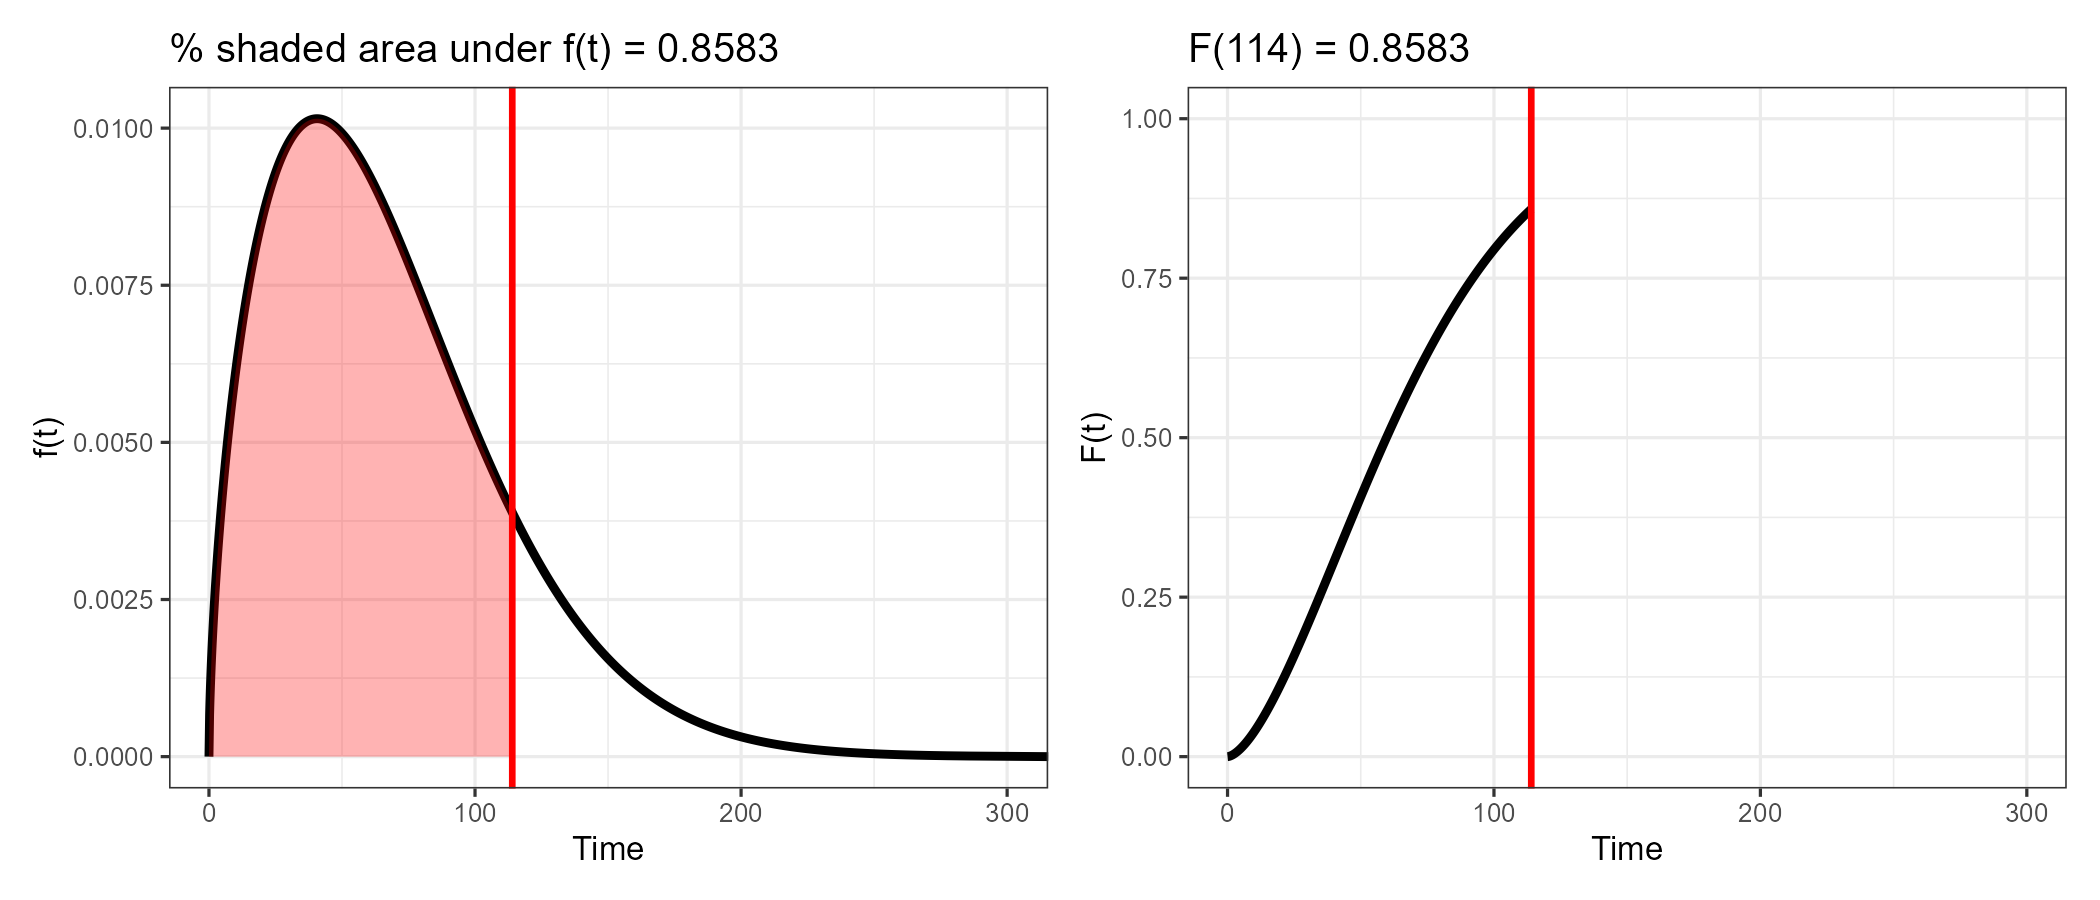 % shaded area under f(t) = 0.8583
f(t)
0.0100
0.0075
0.0050
0.0025
0.0000
0 100 200 300
Time
F(114) = 0.8583
F(t)
1.00
0.75
0.50
0.25
0.00
0 100 200 300
Time